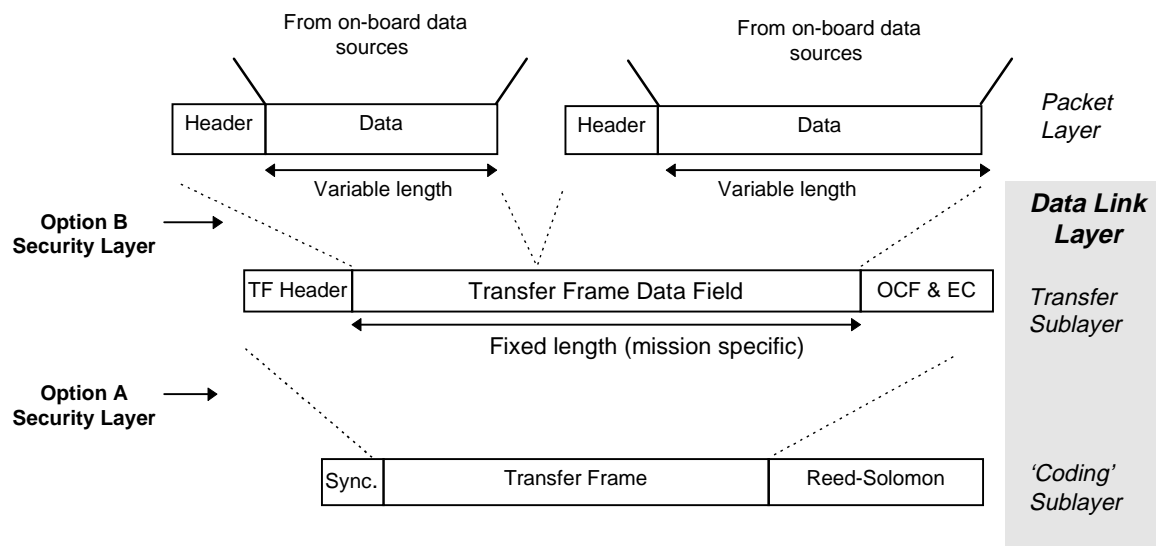 From on-board data
sources
From on-board data
sources
Header
Data
Header
Data
Packet
Layer
Variable length
Variable length
Option B
Security Layer
Data Link
Layer
TF Header
Transfer Frame Data Field
OCF & EC
Transfer
Sublayer
Fixed length (mission specific)
Option A
Security Layer
Sync.
Transfer Frame
Reed-Solomon
'Coding'
Sublayer